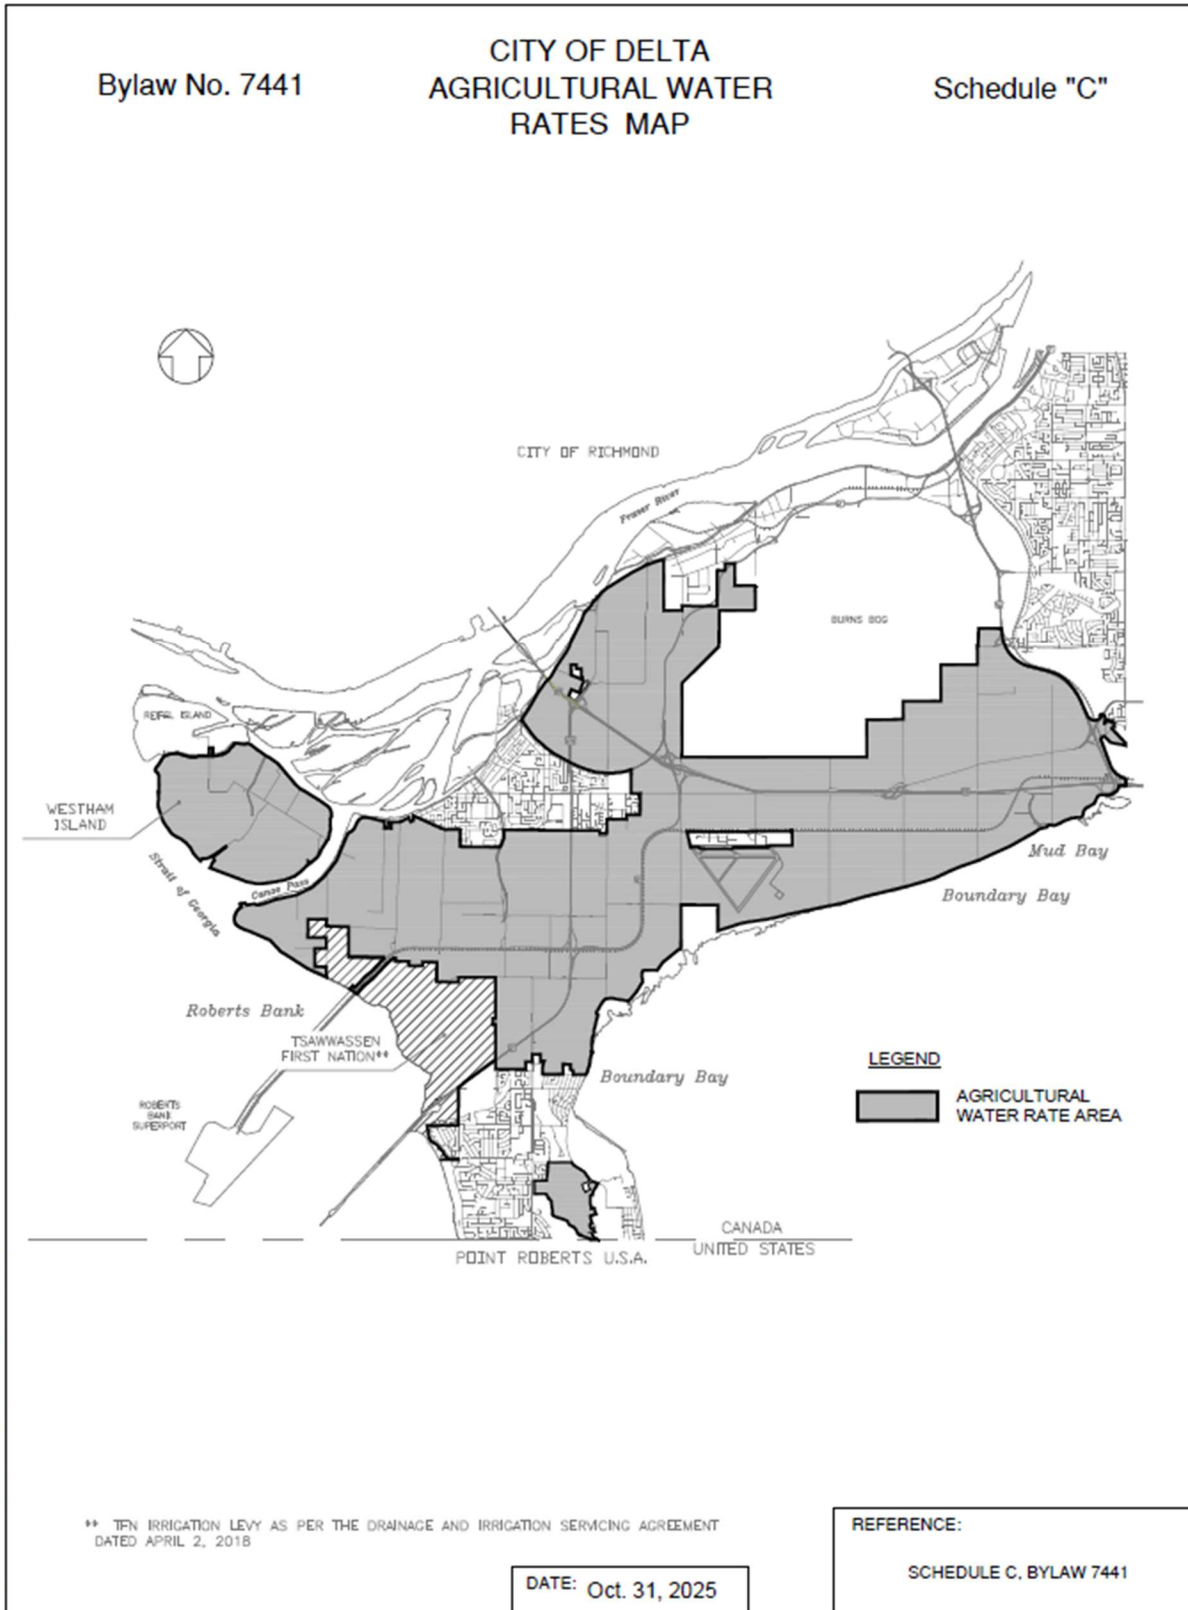 Bylaw No. 7441
CITY OF DELTA
AGRICULTURAL WATER
RATES MAP
Schedule "C"
CITY OF RICHMOND
Fraser River
BURNS BOG
REIFEL ISLAND
WESTHAM
ISLAND
Strait of Georgia
Canoe Pass
Mud Bay
Boundary Bay
Roberts Bank
TSAWWASSEN
FIRST NATION**
ROBERTS
BANK
SUPERPORT
Boundary Bay
LEGEND
AGRICULTURAL
WATER RATE AREA
CANADA
UNITED STATES
POINT ROBERTS U.S.A.
** TFN IRRIGATION LEVY AS PER THE DRAINAGE AND IRRIGATION SERVICING AGREEMENT
DATED APRIL 2, 2018
DATE: Oct. 31, 2025
REFERENCE:
SCHEDULE C, BYLAW 7441